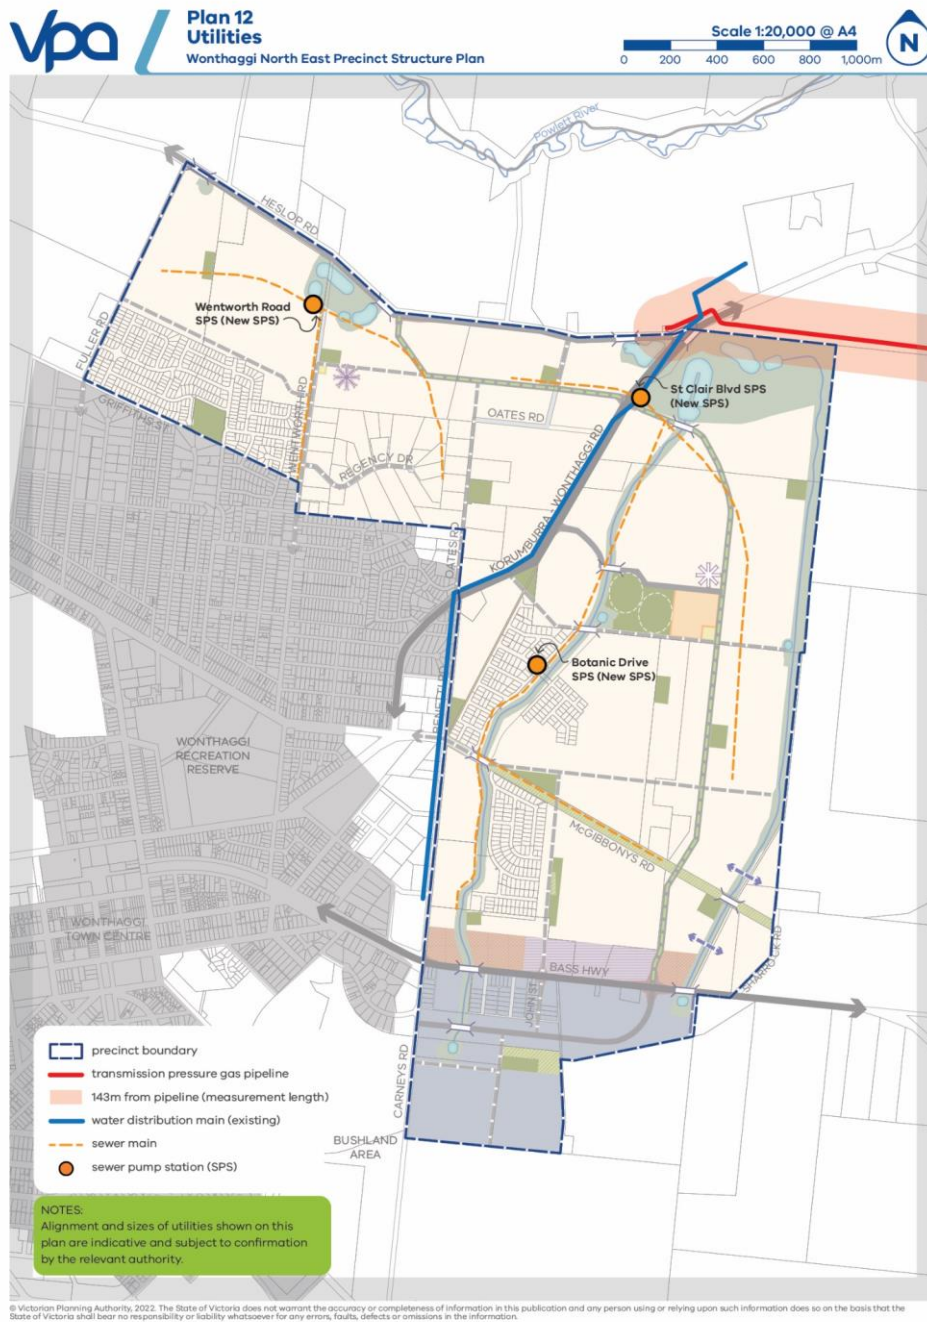 vpa
Plan 12
Utilities
Wonthaggi North East Precinct Structure Plan
Scale 1:20,000 @ A4
0 200 400 600 800 1,000m
N
Powlett River
HESLOP RD
Wentworth Road
SPS (New SPS)
FULLER RD
GRIFFITHS ST
WENTWORTH RD
REGENCY DR
OATES RD
St Clair Blvd SPS
(New SPS)
KORUMBURRA - WONTHAGGI RD
OATES RD
Botanic Drive
SPS (New SPS)
WONTHAGGI
RECREATION
RESERVE
McGIBBONYS RD
WONTHAGGI
TOWN CENTRE
BASS HWY
JOHN ST
CARNEYS RD
BUSHLAND
AREA
precinct boundary
transmission pressure gas pipeline
143m from pipeline (measurement length)
water distribution main (existing)
sewer main
sewer pump station (SPS)
NOTES:
Alignment and sizes of utilities shown on this
plan are indicative and subject to confirmation
by the relevant authority.
© Victorian Planning Authority, 2022. The State of Victoria does not warrant the accuracy or completeness of information in this publication and any person using or relying upon such information does so on the basis that the
State of Victoria shall bear no responsibility or liability whatsoever for any errors, faults, defects or omissions in the information.